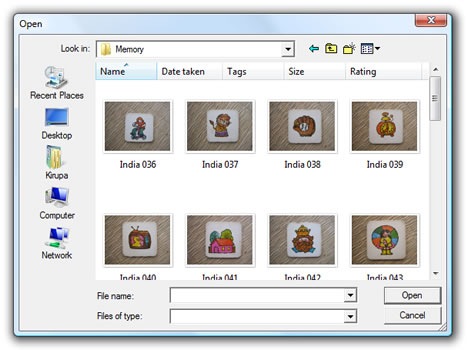 Open
Look in:
Memory
Name
Date taken
Tags
Size
Rating
Recent Places
Desktop
Kirupa
Computer
Network
India 036
India 037
India 038
India 039
India 040
India 041
India 042
India 043
File name:
Open
Files of type:
Cancel